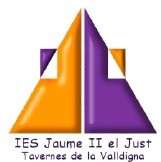 IES Jaume II el Just
Tavernes de la Valldigna